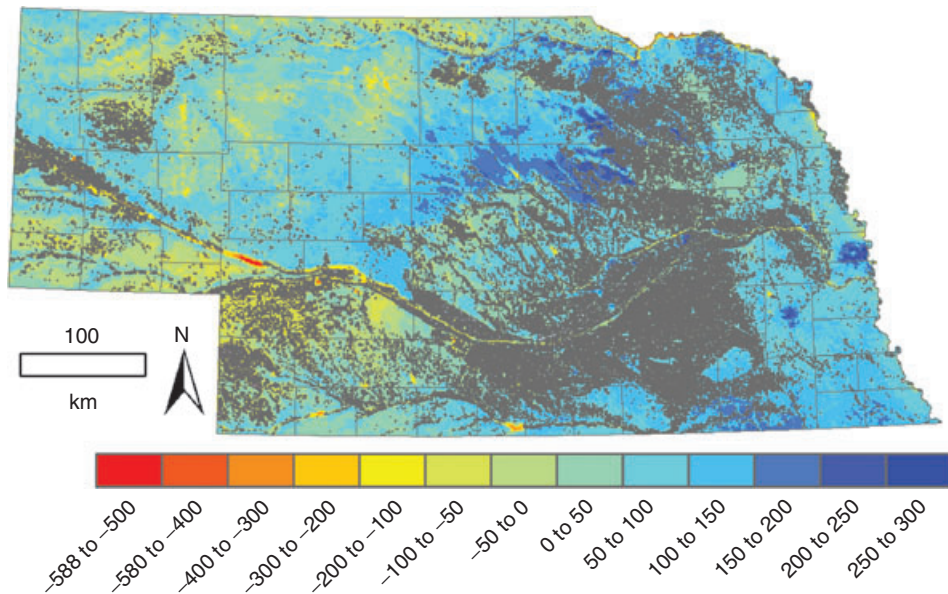 100
N
km
–588 to –500
–580 to –400
–400 to –300
–300 to –200
–200 to –100
–100 to –50
–50 to 0
0 to 50
50 to 100
100 to 150
150 to 200
200 to 250
250 to 300